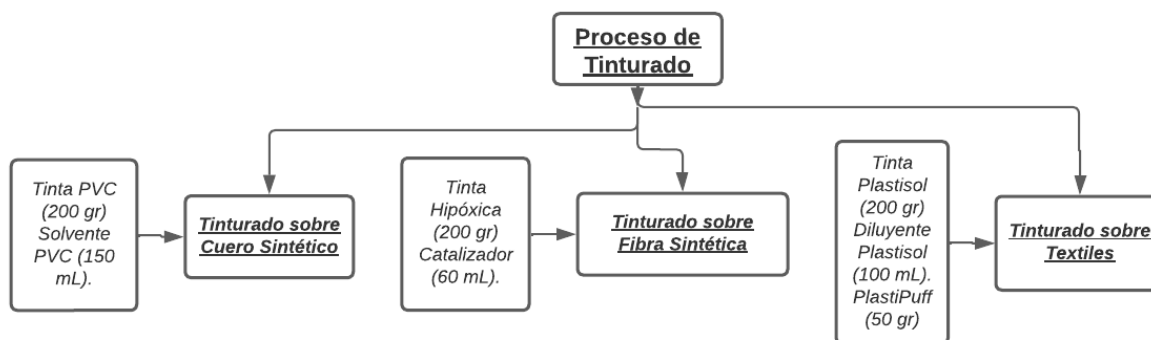 Proceso de
Tinturado
Tinta PVC
(200 gr)
Solvente
PVC (150
mL).
Tinturado sobre
Cuero Sintético
Tinta
Hipóxica
(200 gr)
Catalizador
(60 mL).
Tinturado sobre
Fibra Sintética
Tinta
Plastisol
(200 gr)
Diluyente
Plastisol
(100 mL).
PlastiPuff
(50 gr)
Tinturado sobre
Textiles